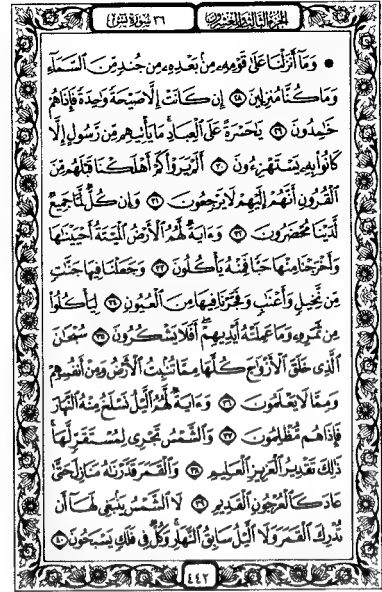 الجزء الثالث والعشرون
٣٦ سورة يس
۞ وَمَآ أَنزَلْنَا عَلَىٰ قَوْمِهِۦ مِنۢ بَعْدِهِۦ مِن جُندٍ مِّنَ ٱلسَّمَآءِ
وَمَا كُنَّا مُنزِلِينَ ٢٨ إِن كَانَتْ إِلَّا صَيْحَةً وَٰحِدَةً فَإِذَا هُمْ
خَٰمِدُونَ ٢٩ يَٰحَسْرَةً عَلَى ٱلْعِبَادِ مَا يَأْتِيهِم مِّن رَّسُولٍ إِلَّا
كَانُوا۟ بِهِۦ يَسْتَهْزِءُونَ ٣٠ أَلَمْ يَرَوْا۟ كَمْ أَهْلَكْنَا قَبْلَهُم مِّنَ
ٱلْقُرُونِ أَنَّهُمْ إِلَيْهِمْ لَا يَرْجِعُونَ ٣١ وَإِن كُلٌّ لَّمَّا جَمِيعٌ
لَّدَيْنَا مُحْضَرُونَ ٣٢ وَءَايَةٌ لَّهُمُ ٱلْأَرْضُ ٱلْمَيْتَةُ أَحْيَيْنَٰهَا
وَأَخْرَجْنَا مِنْهَا حَبًّا فَمِنْهُ يَأْكُلُونَ ٣٣ وَجَعَلْنَا فِيهَا جَنَّٰتٍ
مِّن نَّخِيلٍ وَأَعْنَٰبٍ وَفَجَّرْنَا فِيهَا مِنَ ٱلْعُيُونِ ٣٤ لِيَأْكُلُوا۟
مِن ثَمَرِهِۦ وَمَا عَمِلَتْهُ أَيْدِيهِمْ أَفَلَا يَشْكُرُونَ ٣٥ سُبْحَٰنَ
ٱلَّذِى خَلَقَ ٱلْأَزْوَٰجَ كُلَّهَا مِمَّا تُنۢبِتُ ٱلْأَرْضُ وَمِنْ أَنفُسِهِمْ
وَمِمَّا لَا يَعْلَمُونَ ٣٦ وَءَايَةٌ لَّهُمُ ٱلَّيْلُ نَسْلَخُ مِنْهُ ٱلنَّهَارَ
فَإِذَا هُم مُّظْلِمُونَ ٣٧ وَٱلشَّمْسُ تَجْرِى لِمُسْتَقَرٍّ لَّهَا
ذَٰلِكَ تَقْدِيرُ ٱلْعَزِيزِ ٱلْعَلِيمِ ٣٨ وَٱلْقَمَرَ قَدَّرْنَٰهُ مَنَازِلَ حَتَّىٰ
عَادَ كَٱلْعُرْجُونِ ٱلْقَدِيمِ ٣٩ لَا ٱلشَّمْسُ يَنۢبَغِى لَهَآ أَن
تُدْرِكَ ٱلْقَمَرَ وَلَا ٱلَّيْلُ سَابِقُ ٱلنَّهَارِ وَكُلٌّ فِى فَلَكٍ يَسْبَحُونَ ٤٠
٤٤٢